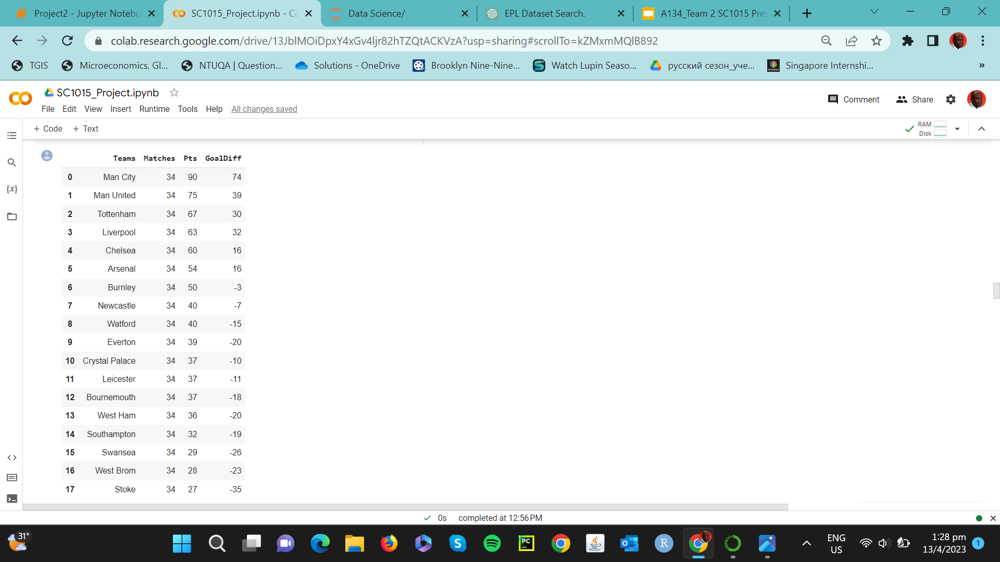 Project2 - Jupyter Notebo
SC1015_Project.ipynb - Co
Data Science/
EPL Dataset Search.
A134_Team 2 SC1015 Pres
colab.research.google.com/drive/13JblMOiDpxY4xGv4ljr82hTZQtACKVzA?usp=sharing#scrollTo=kZMxmMQlB892
TGIS
Microeconomics, Gl...
NTUQA | Question...
Solutions - OneDrive
Brooklyn Nine-Nine...
Watch Lupin Seaso...
русский сезон_уче...
Singapore Internshi...
»
SC1015_Project.ipynb
Comment
Share
File Edit View Insert Runtime Tools Help All changes saved
+ Code + Text
RAM
Disk
Teams Matches Pts GoalDiff
0 Man City 34 90 74
1 Man United 34 75 39
2 Tottenham 34 67 30
3 Liverpool 34 63 32
4 Chelsea 34 60 16
5 Arsenal 34 54 16
6 Burnley 34 50 -3
7 Newcastle 34 40 -7
8 Watford 34 40 -15
9 Everton 34 39 -20
10 Crystal Palace 34 37 -10
11 Leicester 34 37 -11
12 Bournemouth 34 37 -18
13 West Ham 34 36 -20
14 Southampton 34 32 -19
15 Swansea 34 29 -26
16 West Brom 34 28 -23
17 Stoke 34 27 -35
{x}
0s completed at 12:56 PM
31°
PC
R
ENG
US
1:28 pm
13/4/2023
1